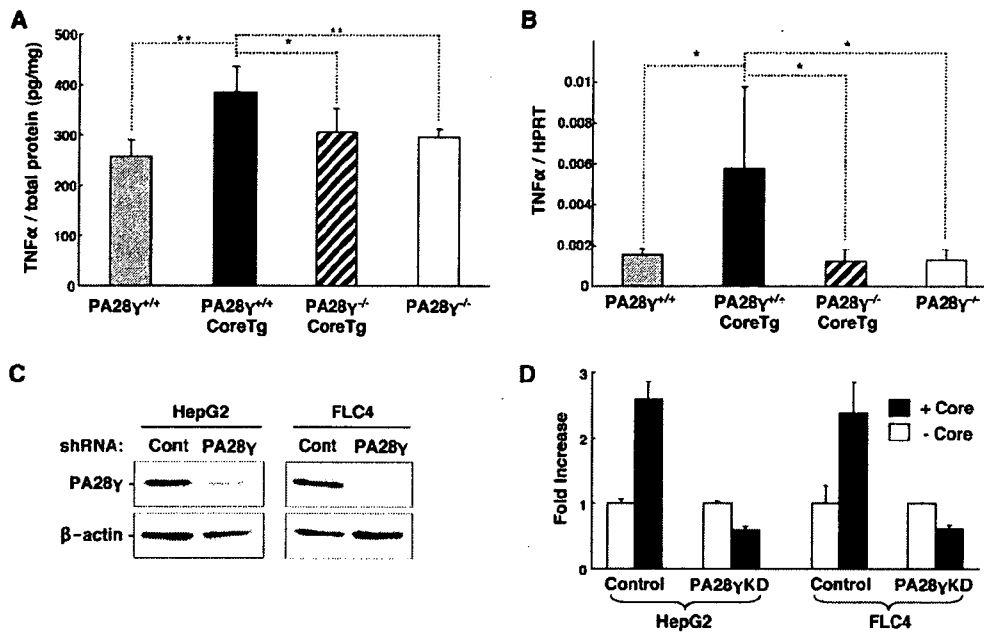 A
TNFα / total protein (pg/mg)
500
400
300
200
100
0
**
*
**
PA28γ+/+
PA28γ+/+ CoreTg
PA28γ-/- CoreTg
PA28γ-/-
B
TNFα / HPRT
0.01
0.008
0.006
0.004
0.002
0
*
*
*
PA28γ+/+
PA28γ+/+ CoreTg
PA28γ-/- CoreTg
PA28γ-/-
C
HepG2 FLC4
shRNA: Cont PA28γ Cont PA28γ
PA28γ
β-actin
D
Fold Increase
3
2
1
0
+ Core
- Core
Control PA28γKD Control PA28γKD
HepG2 FLC4